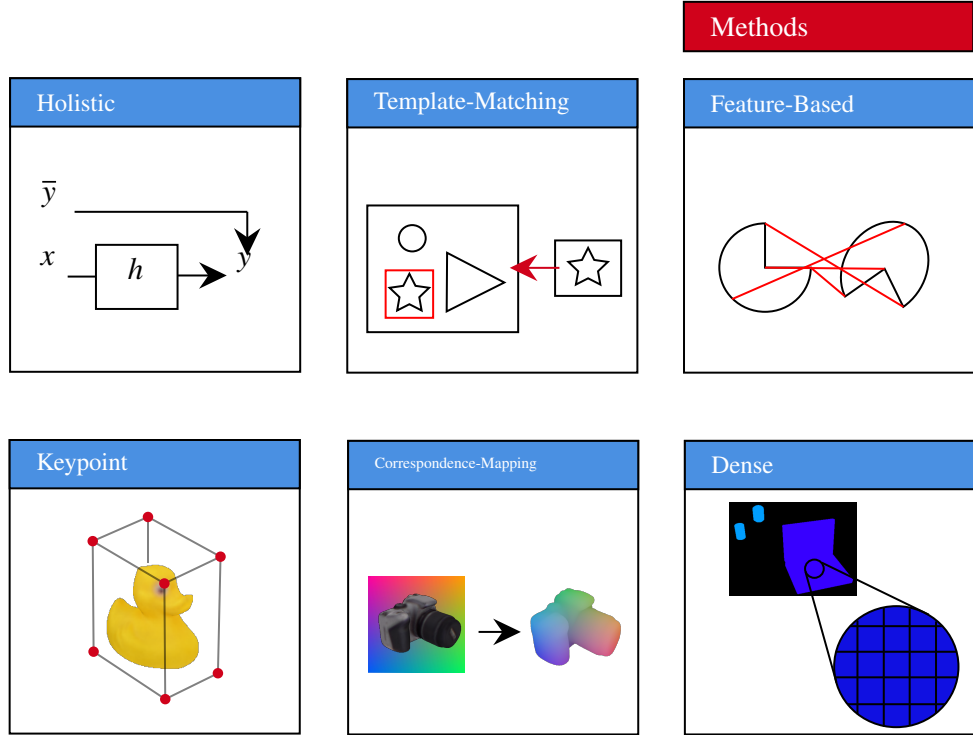 Methods
Holistic
Template-Matching
Feature-Based
ȳ
x
h
y
Keypoint
Correspondence-Mapping
Dense